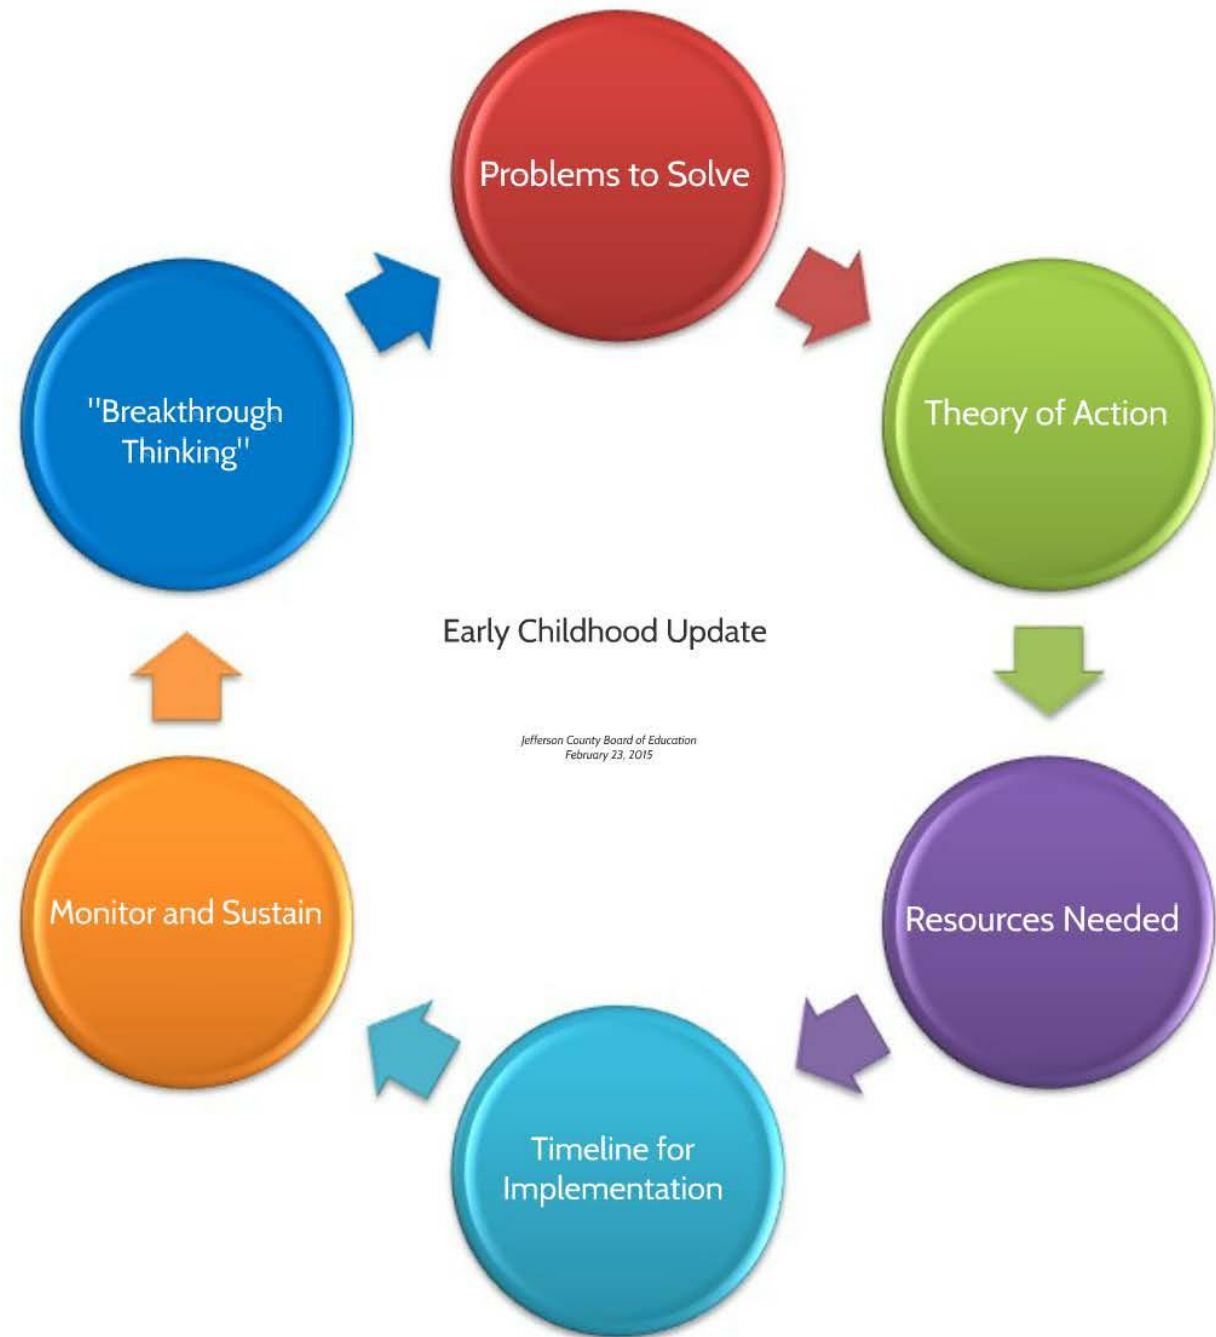 Problems to Solve
Theory of Action
Resources Needed
Timeline for
Implementation
Monitor and Sustain
"Breakthrough
Thinking"
Early Childhood Update
Jefferson County Board of Education
February 23, 2015